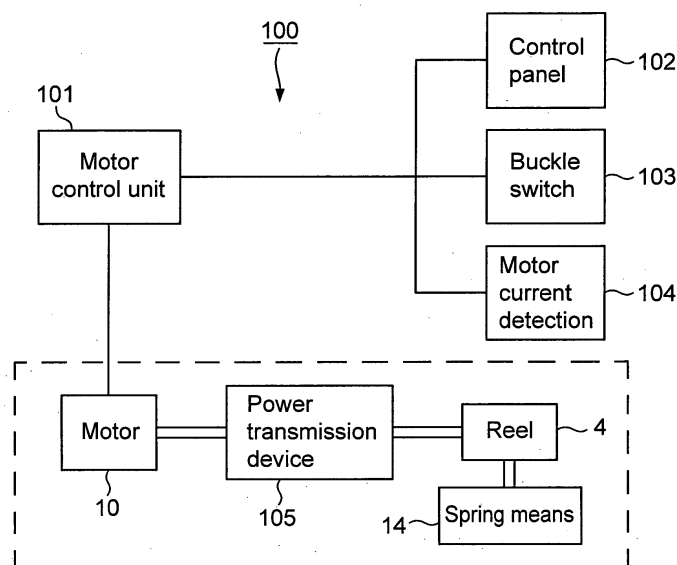 100
Control
panel
102
101
Motor
control unit
Buckle
switch
103
Motor
current
detection
104
Motor
10
Power
transmission
device
105
Reel
4
14
Spring means